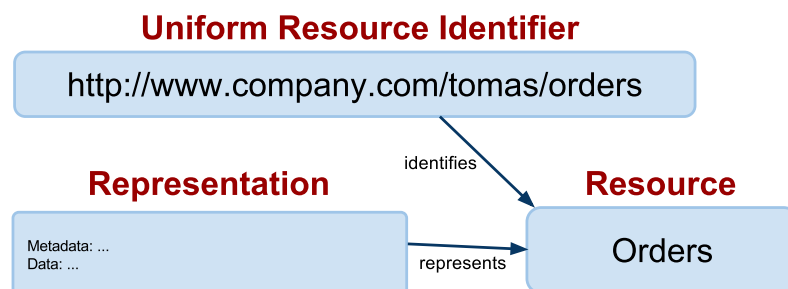 Uniform Resource Identifier
http://www.company.com/tomas/orders
identifies
Representation
Resource
Metadata: ...
Data: ...
represents
Orders